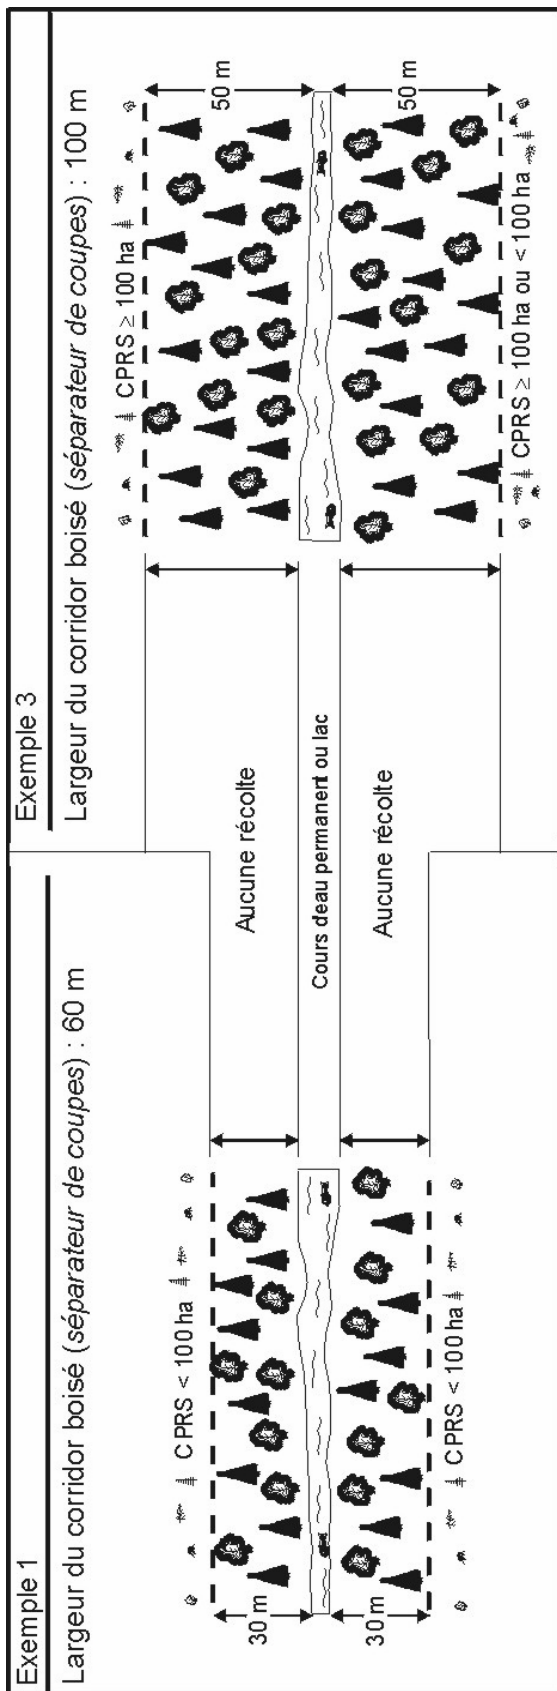 Exemple 1
Largeur du corridor boisé (séparateur de coupes) : 60 m
CPRS < 100 ha
30 m
30 m
CPRS < 100 ha
Aucune récolte
Cours deau permanent ou lac
Aucune récolte
Exemple 3
Largeur du corridor boisé (séparateur de coupes) : 100 m
CPRS ≥ 100 ha
50 m
50 m
CPRS ≥ 100 ha ou <100 ha